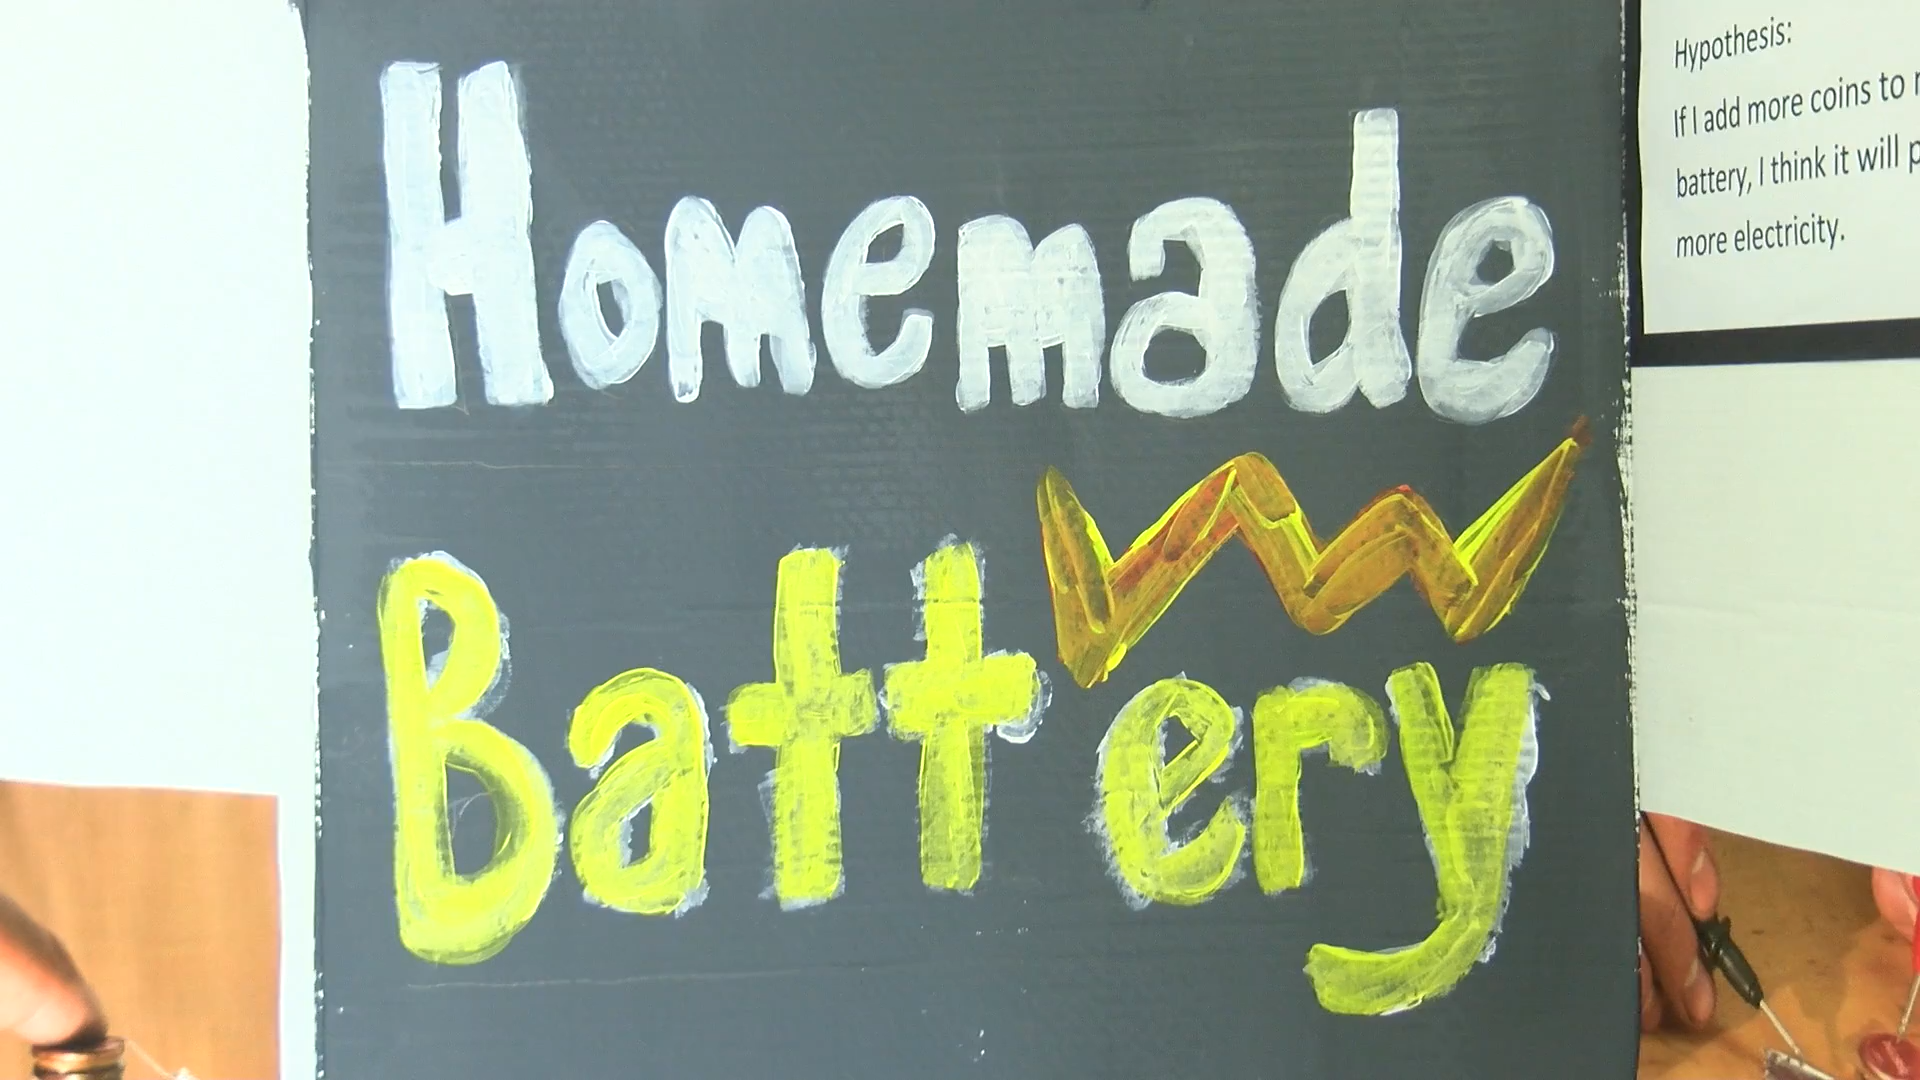 Homemade
Battery
Hypothesis:
If I add more coins to
battery, I think it will
more electricity.